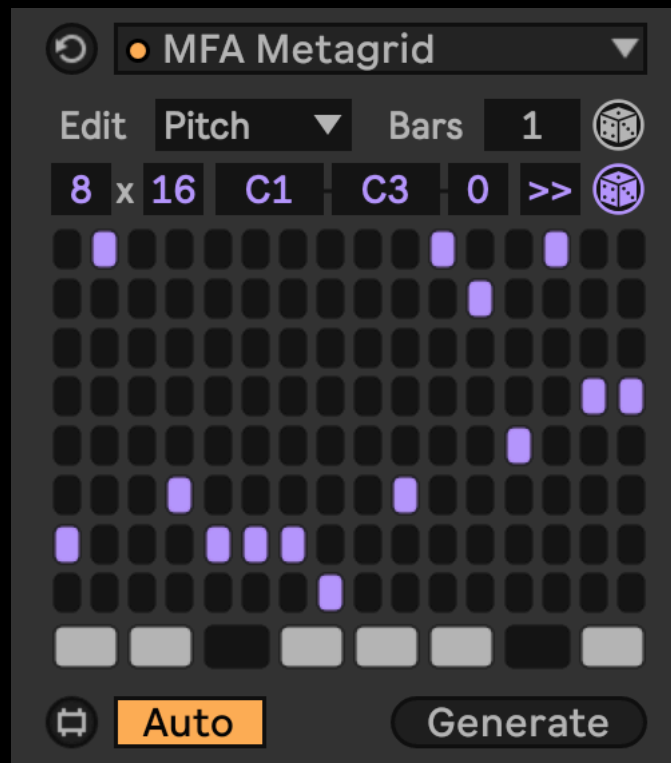 MFA Metagrid
Edit Pitch Bars 1
8 x 16 C1 - C3 - 0 >>
Auto Generate